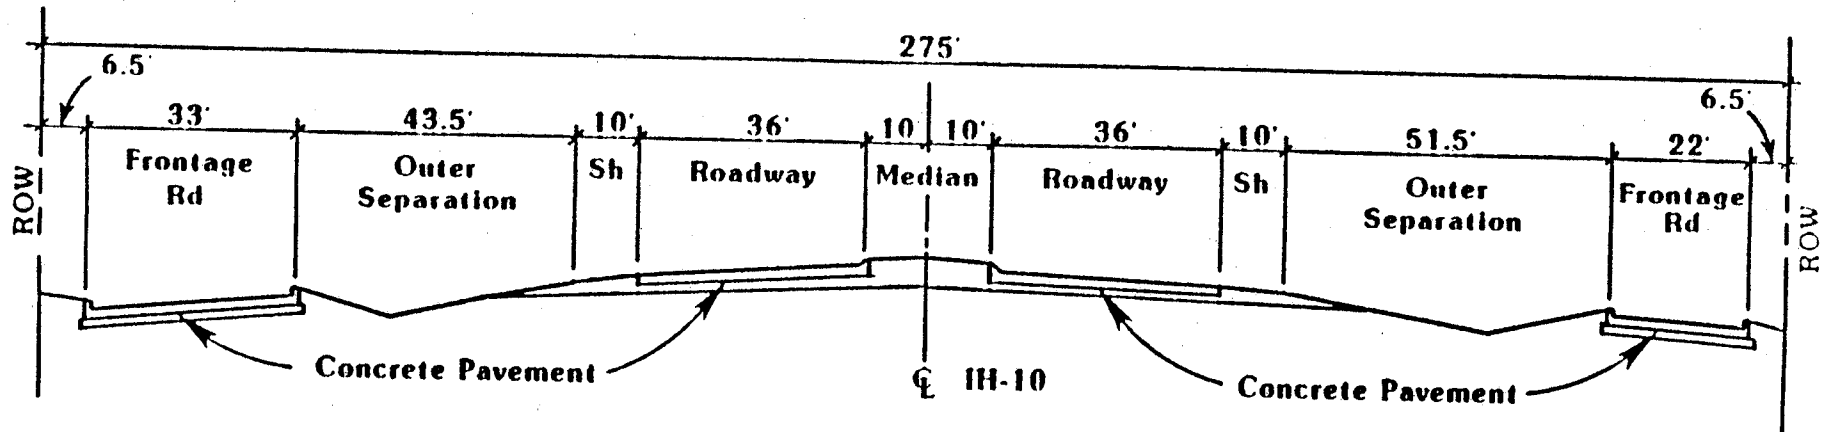 275'
6.5'
6.5'
33' 43.5' 10' 36' 10 10' 36' 10' 51.5' 22'
Frontage
Rd
Outer
Separation
Sh
Roadway
Median
Roadway
Sh
Outer
Separation
Frontage
Rd
ROW
ROW
Concrete Pavement
℄ IH-10
Concrete Pavement